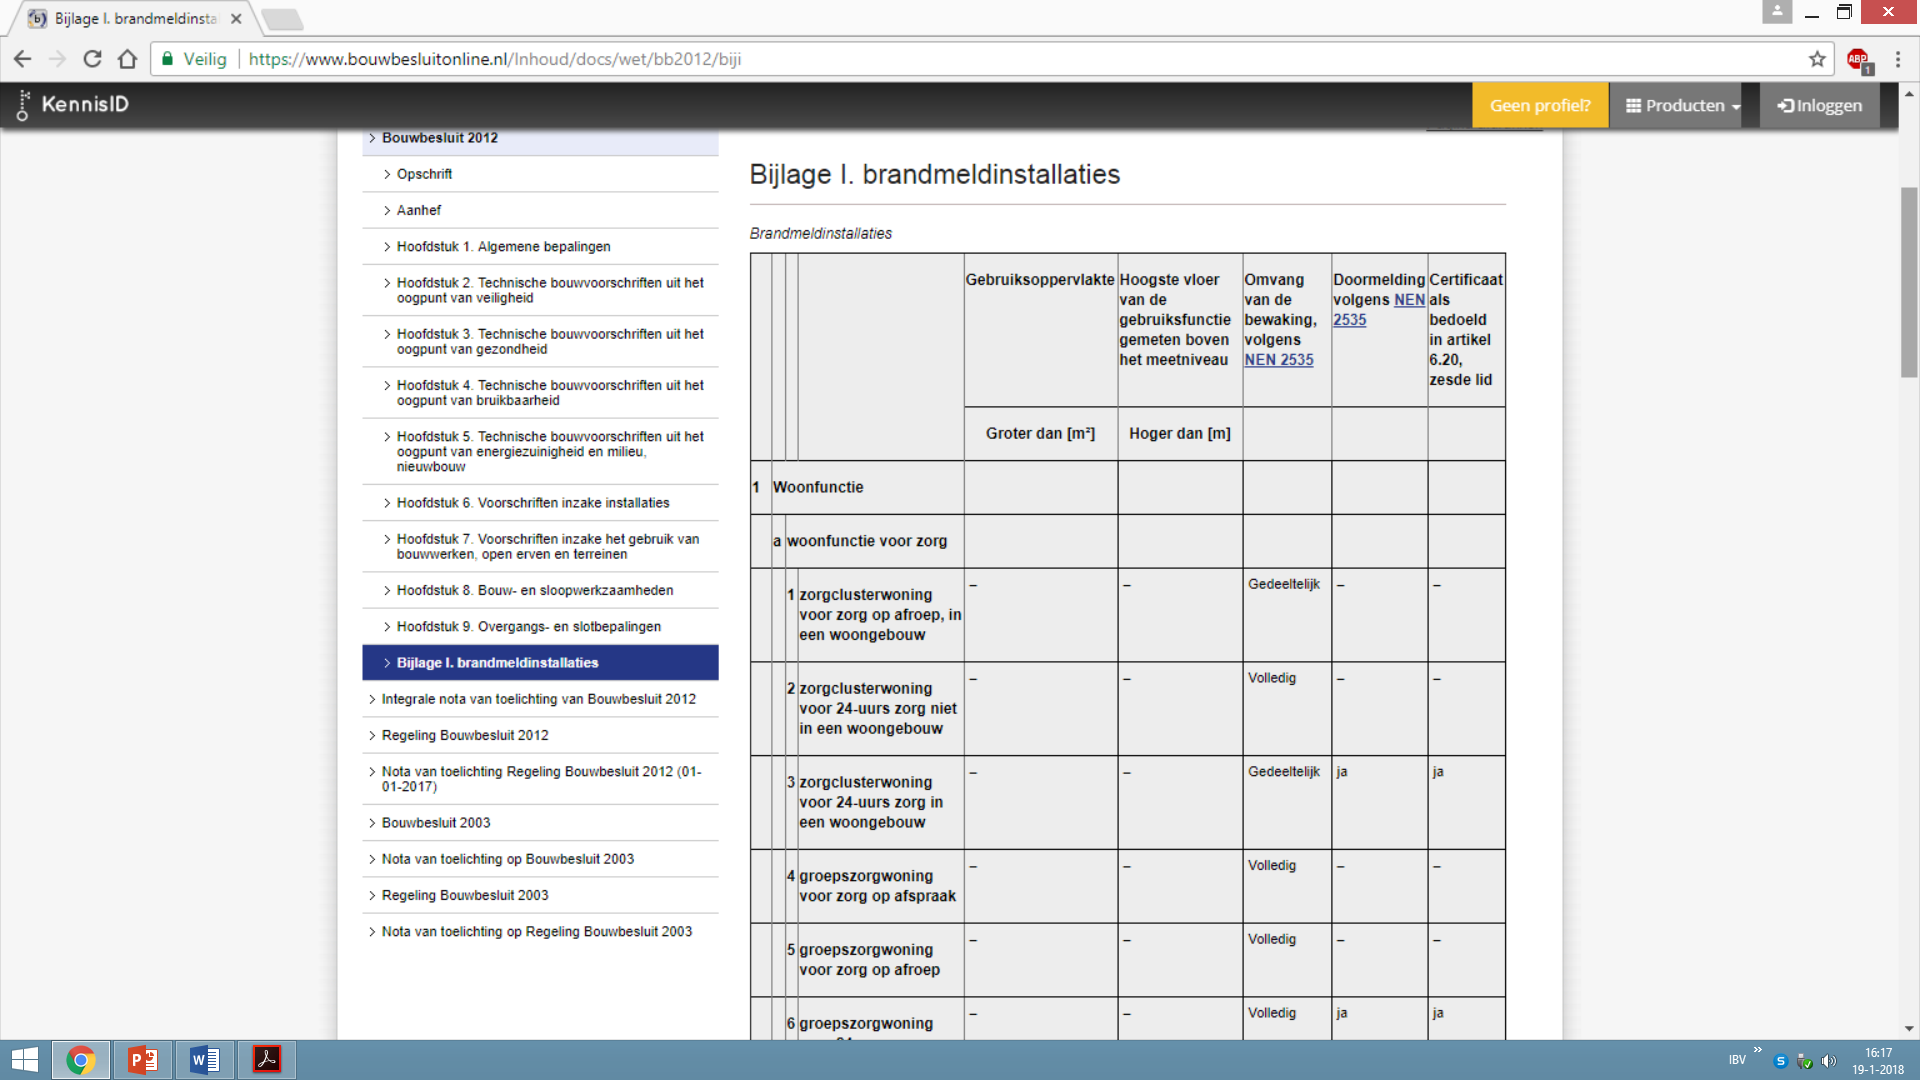 Bijlage I. brandmeldinsta
Veilig
https://www.bouwbesluitonline.nl/Inhoud/docs/wet/bb2012/biji
ABP
1
KennisID
Geen profiel?
Producten
Inloggen
Bouwbesluit 2012
Opschrift
Aanhef
Hoofdstuk 1. Algemene bepalingen
Hoofdstuk 2. Technische bouwvoorschriften uit het
oogpunt van veiligheid
Hoofdstuk 3. Technische bouwvoorschriften uit het
oogpunt van gezondheid
Hoofdstuk 4. Technische bouwvoorschriften uit het
oogpunt van bruikbaarheid
Hoofdstuk 5. Technische bouwvoorschriften uit het
oogpunt van energiezuinigheid en milieu,
nieuwbouw
Hoofdstuk 6. Voorschriften inzake installaties
Hoofdstuk 7. Voorschriften inzake het gebruik van
bouwwerken, open erven en terreinen
Hoofdstuk 8. Bouw- en sloopwerkzaamheden
Hoofdstuk 9. Overgangs- en slotbepalingen
Bijlage I. brandmeldinstallaties
Integrale nota van toelichting van Bouwbesluit 2012
Regeling Bouwbesluit 2012
Nota van toelichting Regeling Bouwbesluit 2012 (01-
01-2017)
Bouwbesluit 2003
Nota van toelichting op Bouwbesluit 2003
Regeling Bouwbesluit 2003
Nota van toelichting op Regeling Bouwbesluit 2003
Bijlage I. brandmeldinstallaties
Brandmeldinstallaties
Gebruiksoppervlakte
Hoogste vloer
van de
gebruiksfunctie
gemeten boven
het meetniveau
Omvang
van de
bewaking,
volgens
NEN 2535
Doormelding
volgens NEN
2535
Certificaat
als
bedoeld
in artikel
6.20,
zesde lid
Groter dan [m²]
Hoger dan [m]
1 Woonfunctie
a woonfunctie voor zorg
1 zorgclusterwoning
voor zorg op afroep, in
een woongebouw
– – Gedeeltelijk – –
2 zorgclusterwoning
voor 24-uurs zorg niet
in een woongebouw
– – Volledig – –
3 zorgclusterwoning
voor 24-uurs zorg in
een woongebouw
– – Gedeeltelijk ja ja
4 groepszorgwoning
voor zorg op afspraak
– – Volledig – –
5 groepszorgwoning
voor zorg op afroep
– – Volledig – –
6 groepszorgwoning
– – Volledig ja ja
IBV
16:17
19-1-2018